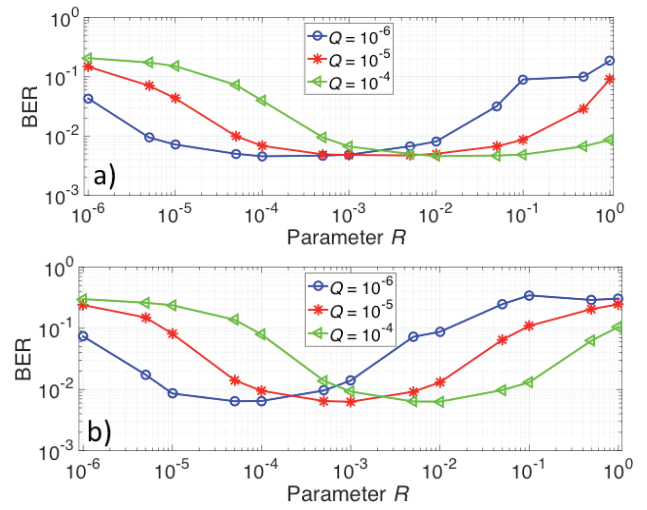 10^0
10^-1
10^-2
10^-3
BER
Q = 10^-6
Q = 10^-5
Q = 10^-4
a)
10^-6 10^-5 10^-4 10^-3 10^-2 10^-1 10^0
Parameter R
10^0
10^-1
10^-2
10^-3
BER
Q = 10^-6
Q = 10^-5
Q = 10^-4
b)
10^-6 10^-5 10^-4 10^-3 10^-2 10^-1 10^0
Parameter R